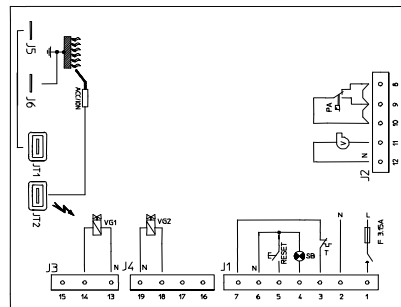 J5
J6
ACCION
JT1
JT2
VG1
VG2
J3
J4
N
N
15
14
13
19
18
17
16
8
9
10
11
12
PA
V
N
J2
J1
N
RESET
SB
T
N
L
F 3.15A
7
6
5
4
3
2
1